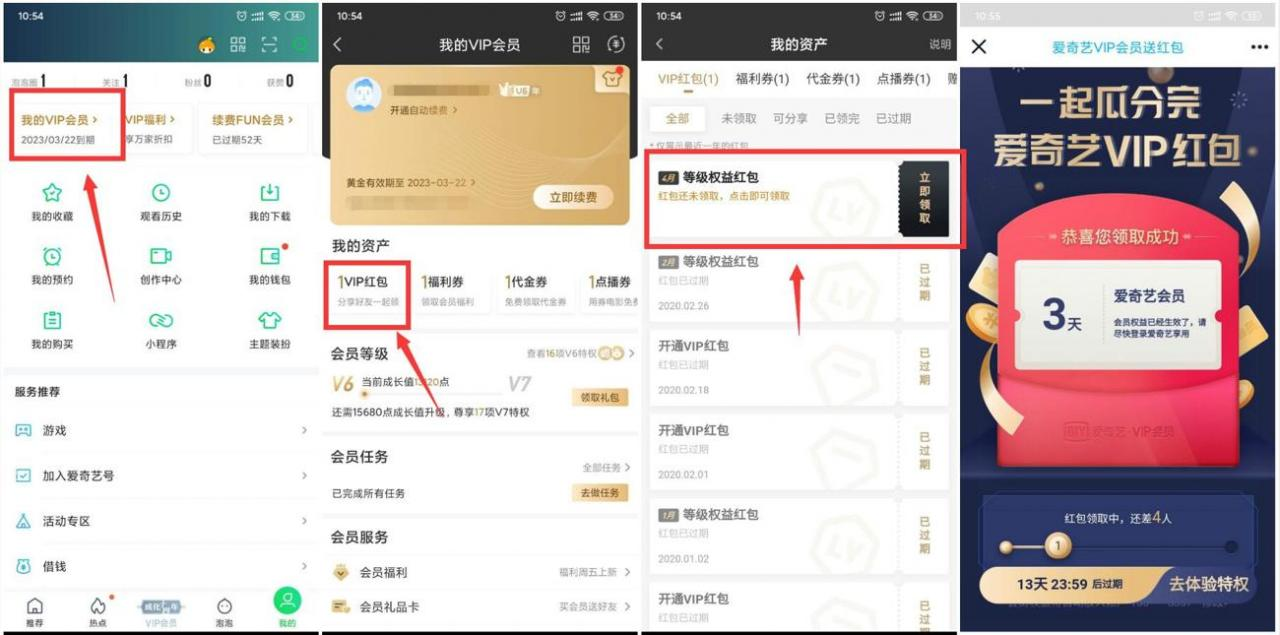 10:54
34
泡泡圈 1
关注 1
粉丝 0
获赞 0
我的VIP会员 >
2023/03/22到期
VIP福利 >
享万家折扣
续费FUN会员 >
已过期52天
我的收藏
观看历史
我的下载
我的预约
创作中心
我的钱包
我的购买
小程序
主题装扮
服务推荐
游戏
加入爱奇艺号
活动专区
借钱
推荐
热点
VIP会员
泡泡
我的
10:54
34
我的VIP会员
V6
年
开通自动续费 >
黄金有效期至 2023-03-22 >
立即续费
我的资产
1VIP红包
分享好友一起领
1福利券
领取会员福利
1代金券
免费领取代金券
1点播券
用券电影免费
会员等级
查看16项V6特权
V6
当前成长值13120点
V7
领取礼包
还需15680点成长值升级，尊享17项V7特权
会员任务
全部任务 >
已完成所有任务
去做任务
会员服务
会员福利
福利周五上新 >
会员礼品卡
买会员送好友 >
10:54
34
我的资产
说明
VIP红包(1)
福利券(1)
代金券(1)
点播券(1)
全部
未领取
可分享
已领完
已过期
*仅展示最近一年的红包
4月 等级权益红包
红包还未领取，点击即可领取
立即领取
2月 等级权益红包
红包已过期
2020.02.26
已过期
开通VIP红包
红包已过期
2020.02.18
已过期
开通VIP红包
红包已过期
2020.02.01
已过期
1月 等级权益红包
红包已过期
2020.01.02
已过期
开通VIP红包
红包已过期
已过期
10:55
爱奇艺VIP会员送红包
一起瓜分完
爱奇艺VIP红包
恭喜您领取成功
3天
爱奇艺会员
会员权益已经生效了，请
尽快登录爱奇艺享用
爱奇艺·VIP会员
红包领取中，还差4人
1
13天 23:59 后过期
去体验特权